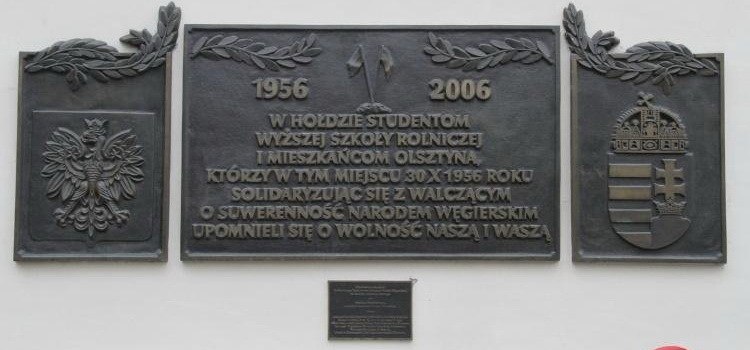 1956 2006
W HOŁDZIE STUDENTOM
WYŻSZEJ SZKOŁY ROLNICZEJ
I MIESZKAŃCOM OLSZTYNA,
KTÓRZY W TYM MIEJSCU 30 X 1956 ROKU
SOLIDARYZUJĄC SIĘ Z WALCZĄCYM
O SUWERENNOŚĆ NARODEM WĘGIERSKIM
UPOMNIELI SIĘ O WOLNOŚĆ NASZĄ I WASZĄ